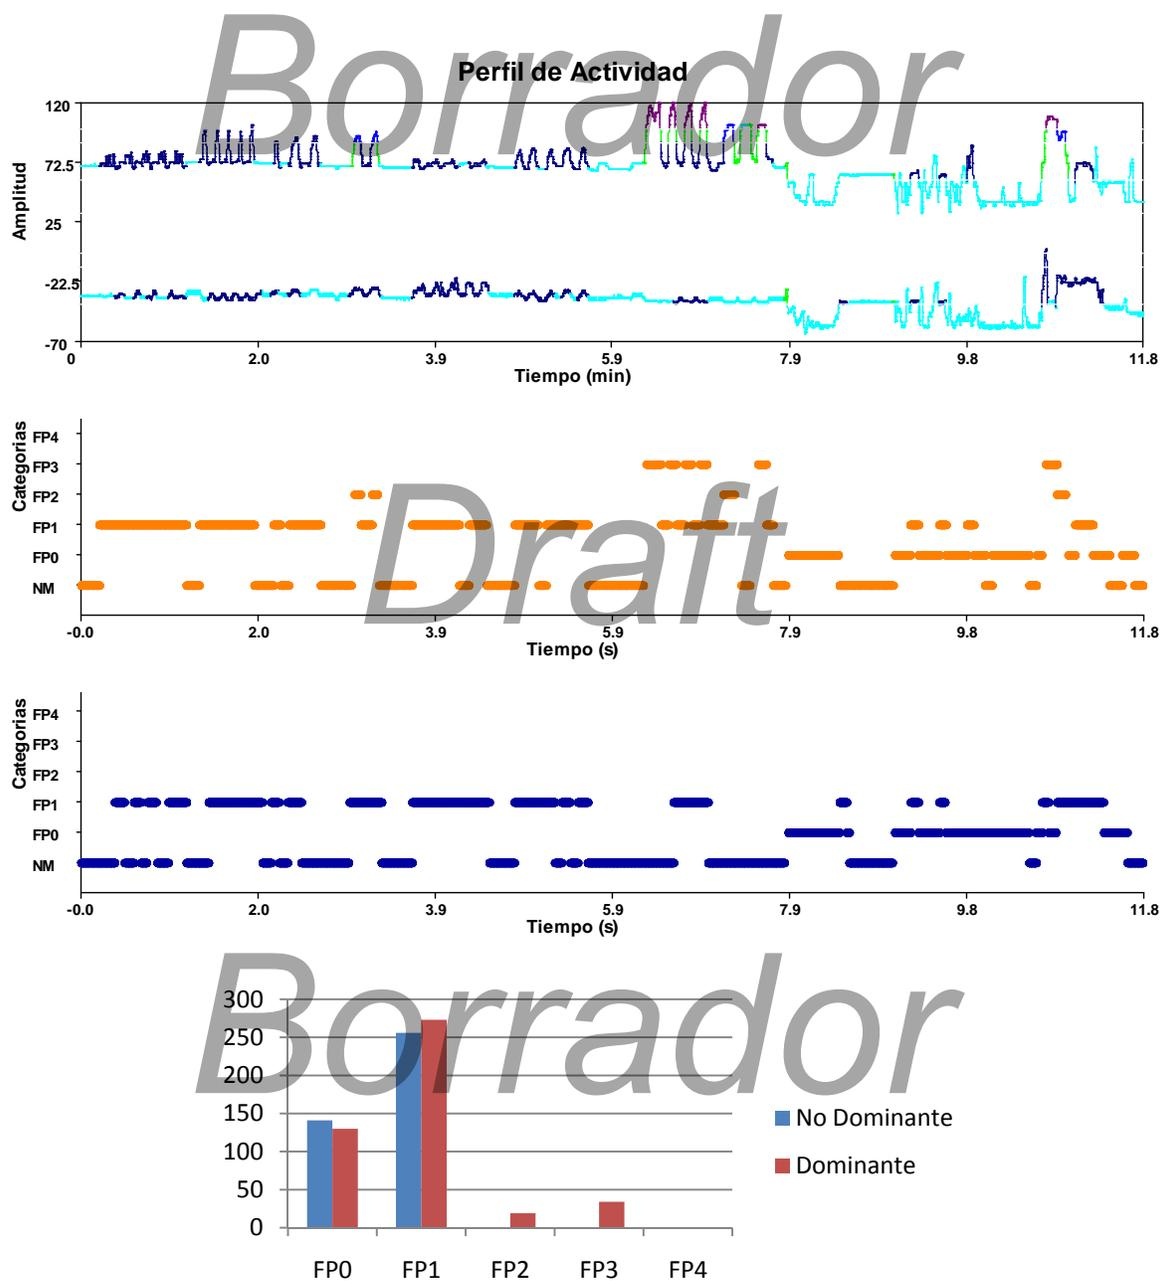 Borrador
Perfil de Actividad
Amplitud
120
72.5
25
-22.5
-70
0 2.0 3.9 5.9 7.9 9.8 11.8
Tiempo (min)
Categorias
FP4
FP3
FP2
FP1
FP0
NM
Draft
-0.0 2.0 3.9 5.9 7.9 9.8 11.8
Tiempo (s)
Categorias
FP4
FP3
FP2
FP1
FP0
NM
-0.0 2.0 3.9 5.9 7.9 9.8 11.8
Tiempo (s)
Borrador
300
250
200
150
100
50
0
FP0 FP1 FP2 FP3 FP4
No Dominante
Dominante